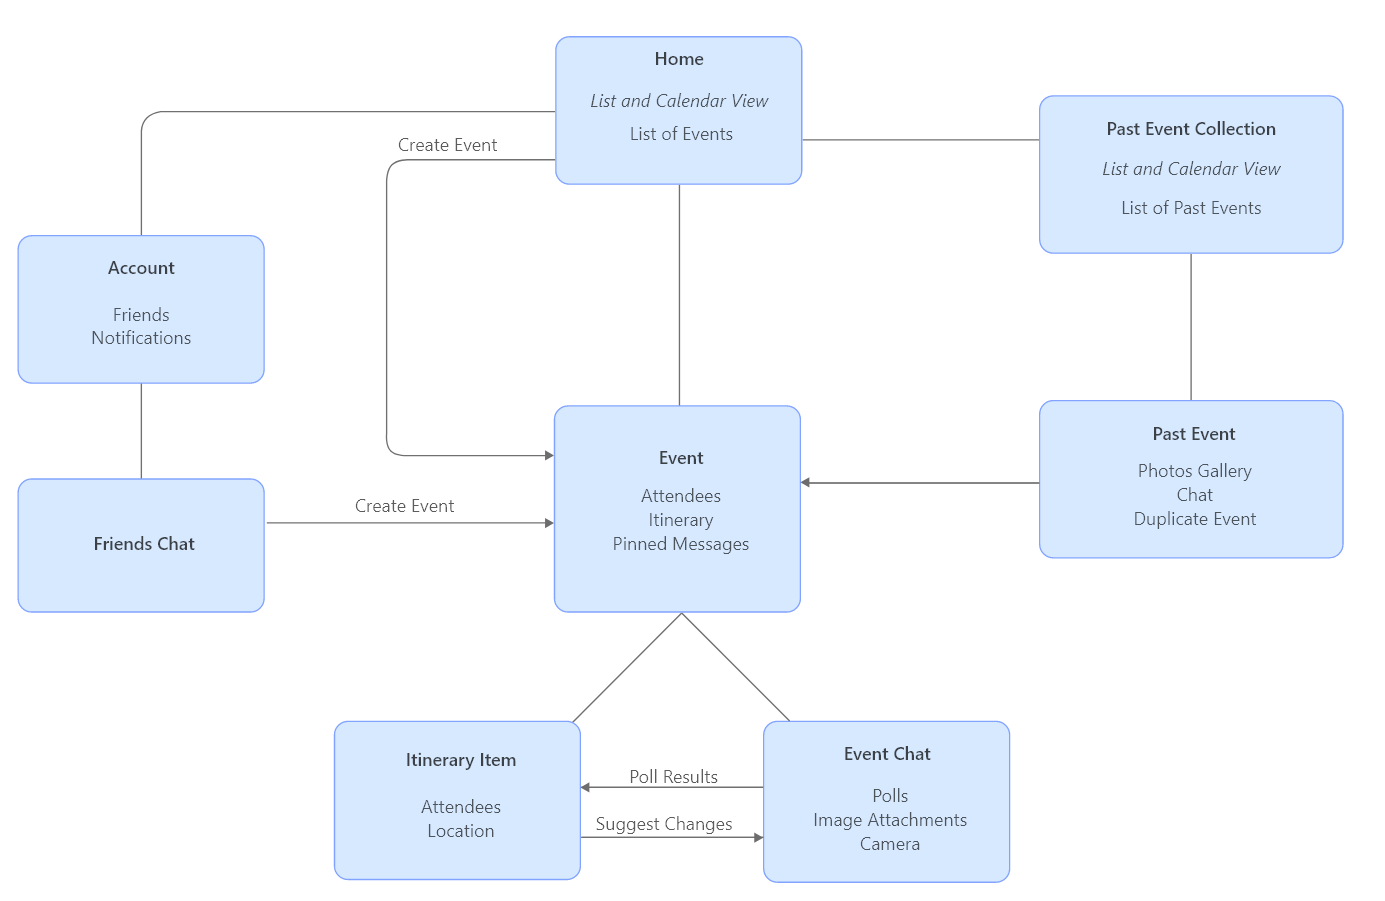 Home
List and Calendar View
List of Events
Past Event Collection
List and Calendar View
List of Past Events
Create Event
Account
Friends
Notifications
Event
Attendees
Itinerary
Pinned Messages
Past Event
Photos Gallery
Chat
Duplicate Event
Create Event
Friends Chat
Itinerary Item
Attendees
Location
Poll Results
Suggest Changes
Event Chat
Polls
Image Attachments
Camera